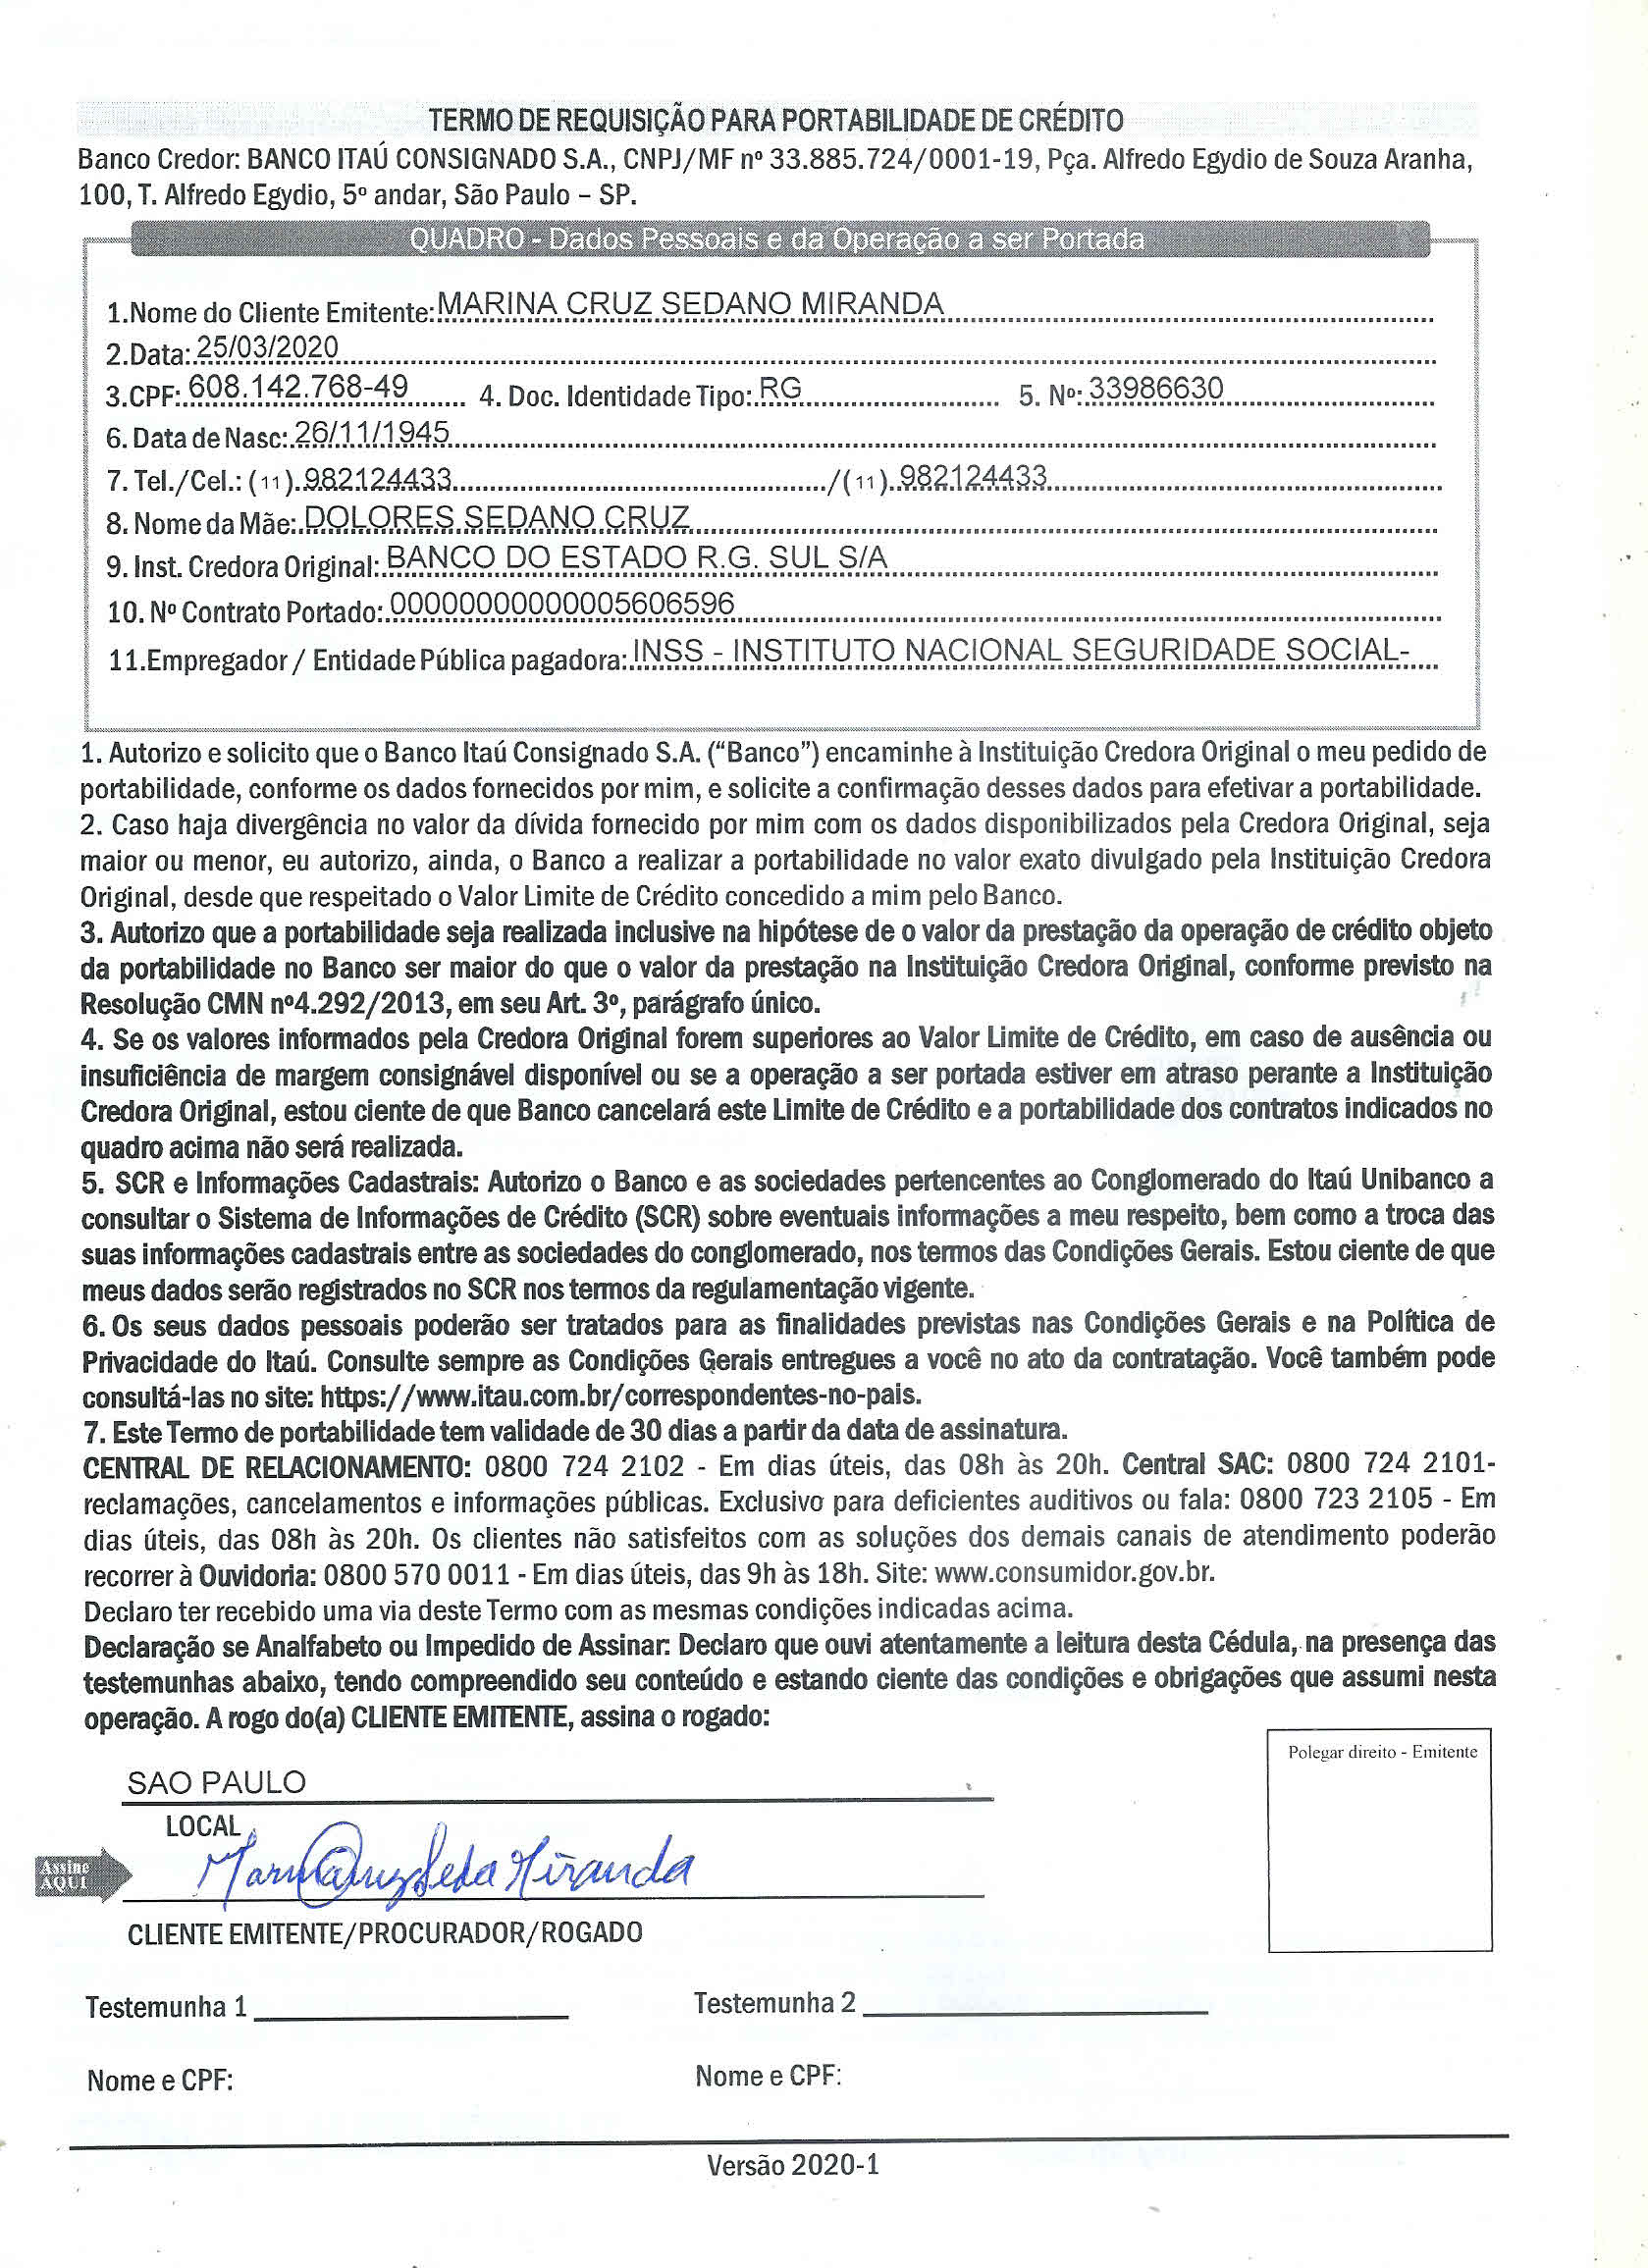 TERMO DE REQUISIÇÃO PARA PORTABILIDADE DE CRÉDITO
Banco Credor: BANCO ITAÚ CONSIGNADO S.A., CNPJ/MF nº 33.885.724/0001-19, Pça. Alfredo Egydio de Souza Aranha,
100, T. Alfredo Egydio, 5º andar, São Paulo – SP.
QUADRO - Dados Pessoais e da Operação a ser Portada
1.Nome do Cliente Emitente: MARINA CRUZ SEDANO MIRANDA
2.Data: 25/03/2020
3.CPF: 608.142.768-49 4. Doc. Identidade Tipo: RG 5. Nº: 33986630
6. Data de Nasc: 26/11/1945
7. Tel./Cel.: (11) 982124433 /(11) 982124433
8. Nome da Mãe: DOLORES SEDANO CRUZ
9. Inst. Credora Original: BANCO DO ESTADO R.G. SUL S/A
10. Nº Contrato Portado: 00000000000005606596
11.Empregador / Entidade Pública pagadora: INSS - INSTITUTO NACIONAL SEGURIDADE SOCIAL-
1. Autorizo e solicito que o Banco Itaú Consignado S.A. (“Banco”) encaminhe à Instituição Credora Original o meu pedido de
portabilidade, conforme os dados fornecidos por mim, e solicite a confirmação desses dados para efetivar a portabilidade.
2. Caso haja divergência no valor da dívida fornecido por mim com os dados disponibilizados pela Credora Original, seja
maior ou menor, eu autorizo, ainda, o Banco a realizar a portabilidade no valor exato divulgado pela Instituição Credora
Original, desde que respeitado o Valor Limite de Crédito concedido a mim pelo Banco.
3. Autorizo que a portabilidade seja realizada inclusive na hipótese de o valor da prestação da operação de crédito objeto
da portabilidade no Banco ser maior do que o valor da prestação na Instituição Credora Original, conforme previsto na
Resolução CMN nº4.292/2013, em seu Art. 3º, parágrafo único.
4. Se os valores informados pela Credora Original forem superiores ao Valor Limite de Crédito, em caso de ausência ou
insuficiência de margem consignável disponível ou se a operação a ser portada estiver em atraso perante a Instituição
Credora Original, estou ciente de que Banco cancelará este Limite de Crédito e a portabilidade dos contratos indicados no
quadro acima não será realizada.
5. SCR e Informações Cadastrais: Autorizo o Banco e as sociedades pertencentes ao Conglomerado do Itaú Unibanco a
consultar o Sistema de Informações de Crédito (SCR) sobre eventuais informações a meu respeito, bem como a troca das
suas informações cadastrais entre as sociedades do conglomerado, nos termos das Condições Gerais. Estou ciente de que
meus dados serão registrados no SCR nos termos da regulamentação vigente.
6. Os seus dados pessoais poderão ser tratados para as finalidades previstas nas Condições Gerais e na Política de
Privacidade do Itaú. Consulte sempre as Condições Gerais entregues a você no ato da contratação. Você também pode
consultá-las no site: https://www.itau.com.br/correspondentes-no-pais.
7. Este Termo de portabilidade tem validade de 30 dias a partir da data de assinatura.
CENTRAL DE RELACIONAMENTO: 0800 724 2102 - Em dias úteis, das 08h às 20h. Central SAC: 0800 724 2101-
reclamações, cancelamentos e informações públicas. Exclusivo para deficientes auditivos ou fala: 0800 723 2105 - Em
dias úteis, das 08h às 20h. Os clientes não satisfeitos com as soluções dos demais canais de atendimento poderão
recorrer à Ouvidoria: 0800 570 0011 - Em dias úteis, das 9h às 18h. Site: www.consumidor.gov.br.
Declaro ter recebido uma via deste Termo com as mesmas condições indicadas acima.
Declaração se Analfabeto ou Impedido de Assinar: Declaro que ouvi atentamente a leitura desta Cédula, na presença das
testemunhas abaixo, tendo compreendido seu conteúdo e estando ciente das condições e obrigações que assumi nesta
operação. A rogo do(a) CLIENTE EMITENTE, assina o rogado:
Polegar direito - Emitente
SAO PAULO
LOCAL
Assine
AQUI
Miranda
CLIENTE EMITENTE/PROCURADOR/ROGADO
Testemunha 1 Testemunha 2
Nome e CPF: Nome e CPF:
Versão 2020-1